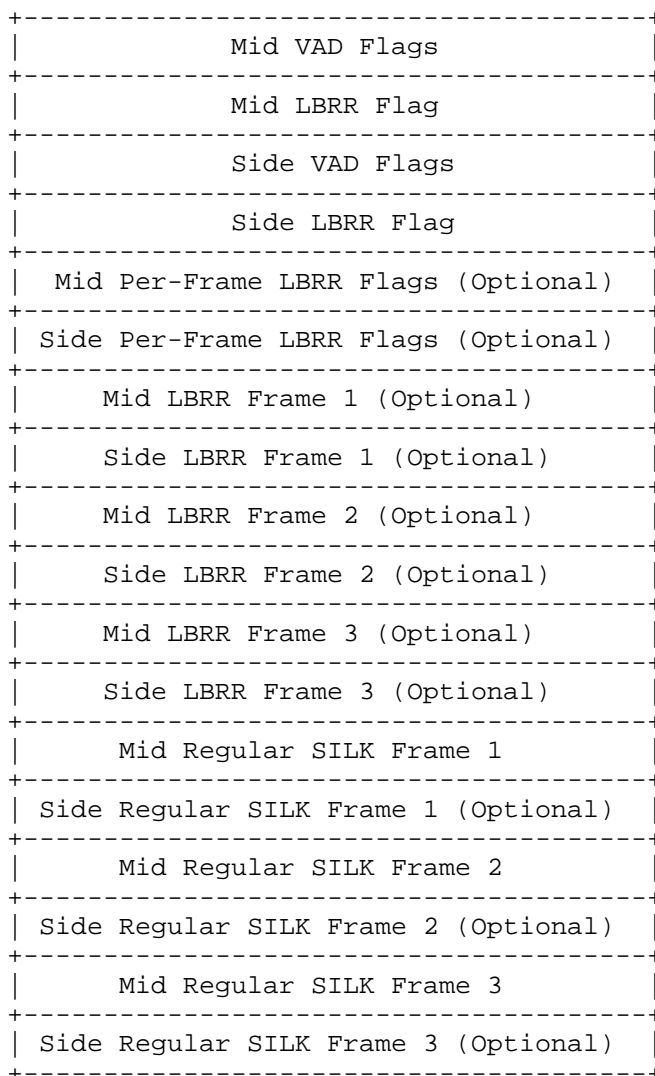 Mid VAD Flags
Mid LBRR Flag
Side VAD Flags
Side LBRR Flag
Mid Per-Frame LBRR Flags (Optional)
Side Per-Frame LBRR Flags (Optional)
Mid LBRR Frame 1 (Optional)
Side LBRR Frame 1 (Optional)
Mid LBRR Frame 2 (Optional)
Side LBRR Frame 2 (Optional)
Mid LBRR Frame 3 (Optional)
Side LBRR Frame 3 (Optional)
Mid Regular SILK Frame 1
Side Regular SILK Frame 1 (Optional)
Mid Regular SILK Frame 2
Side Regular SILK Frame 2 (Optional)
Mid Regular SILK Frame 3
Side Regular SILK Frame 3 (Optional)